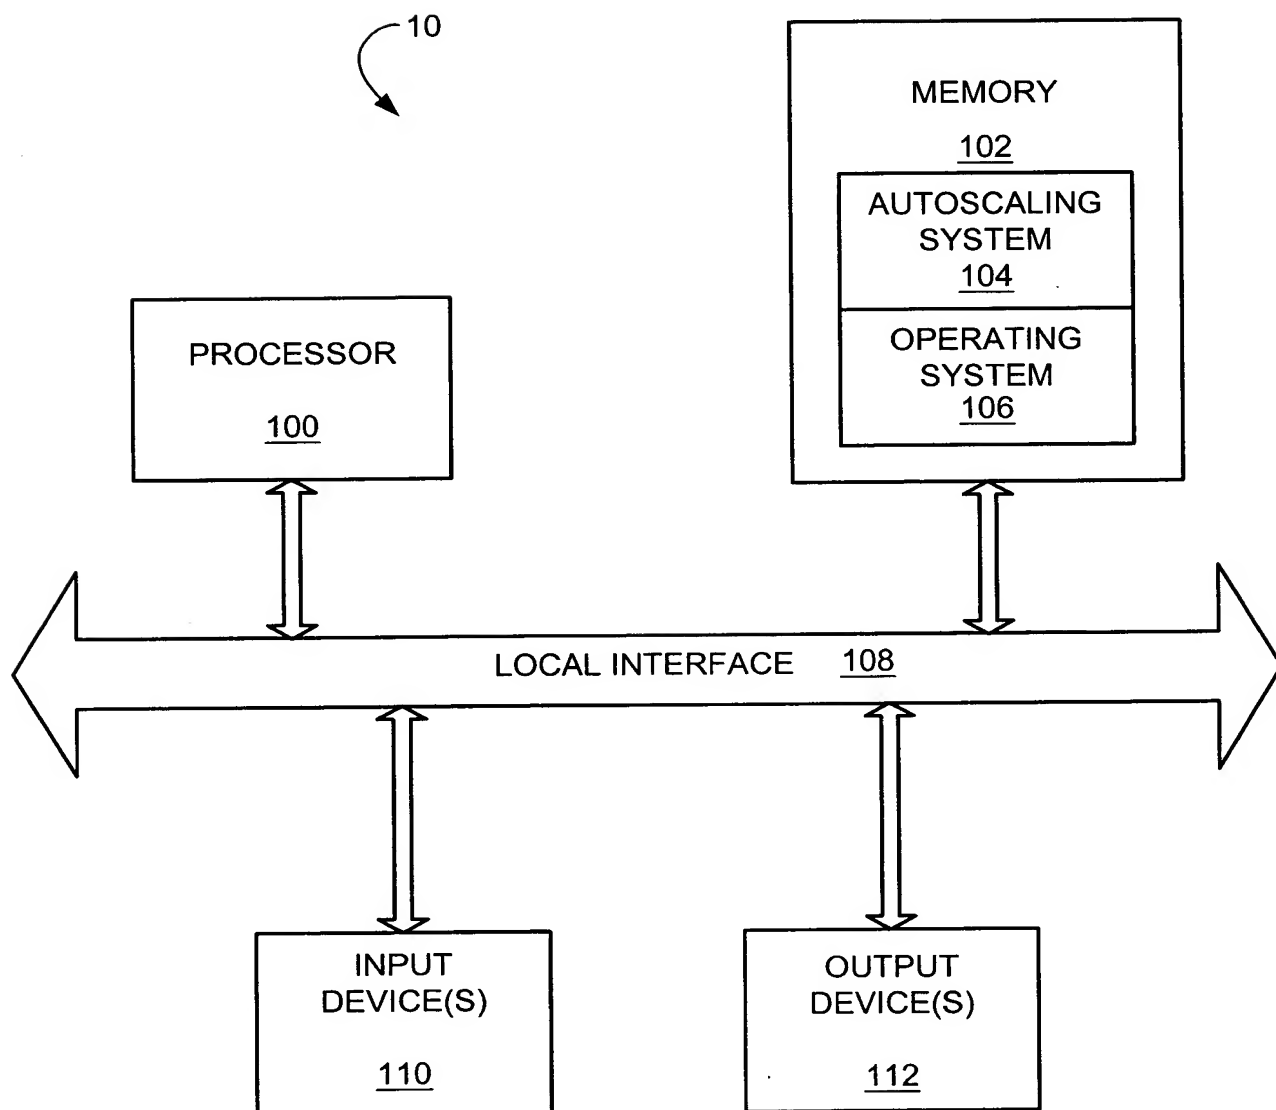 10
MEMORY
102
AUTOSCALING
SYSTEM
104
OPERATING
SYSTEM
106
PROCESSOR
100
LOCAL INTERFACE 108
INPUT
DEVICE(S)
110
OUTPUT
DEVICE(S)
112